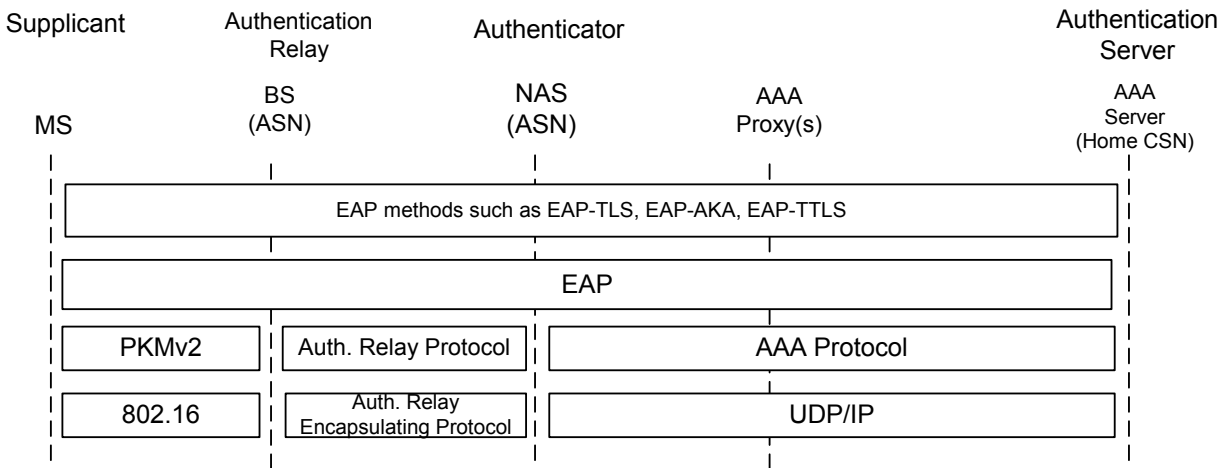 Supplicant
Authentication
Relay
Authenticator
Authentication
Server
MS
BS
(ASN)
NAS
(ASN)
AAA
Proxy(s)
AAA
Server
(Home CSN)
EAP methods such as EAP-TLS, EAP-AKA, EAP-TTLS
EAP
PKMv2
Auth. Relay Protocol
AAA Protocol
802.16
Auth. Relay
Encapsulating Protocol
UDP/IP